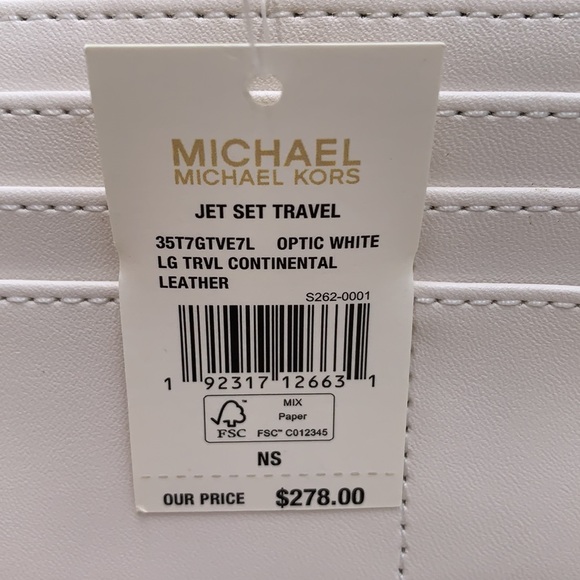 MICHAEL
MICHAEL KORS
JET SET TRAVEL
35T7GTVE7L OPTIC WHITE
LG TRVL CONTINENTAL
LEATHER
S262-0001
1 92317 12663 1
MIX
Paper
FSC FSC™ C012345
NS
OUR PRICE $278.00